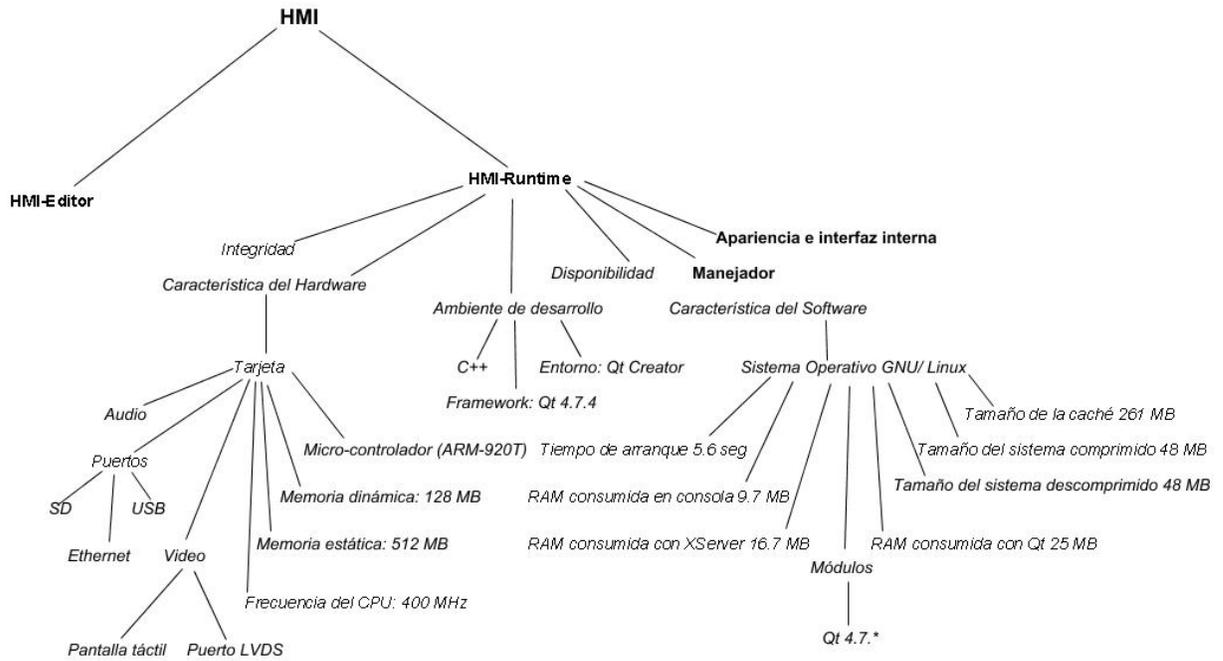 HMI
HMI-Editor
HMI-Runtime
Integridad
Característica del Hardware
Ambiente de desarrollo
Disponibilidad
Manejador
Apariencia e interfaz interna
Característica del Software
Tarjeta
C++
Entorno: Qt Creator
Framework: Qt 4.7.4
Sistema Operativo GNU/ Linux
Audio
Puertos
SD
USB
Ethernet
Video
Pantalla táctil
Puerto LVDS
Micro-controlador (ARM-920T)
Memoria dinámica: 128 MB
Memoria estática: 512 MB
Frecuencia del CPU: 400 MHz
Tiempo de arranque 5.6 seg
RAM consumida en consola 9.7 MB
RAM consumida con XServer 16.7 MB
Módulos
Qt 4.7.*
RAM consumida con Qt 25 MB
Tamaño de la caché 261 MB
Tamaño del sistema comprimido 48 MB
Tamaño del sistema descomprimido 48 MB